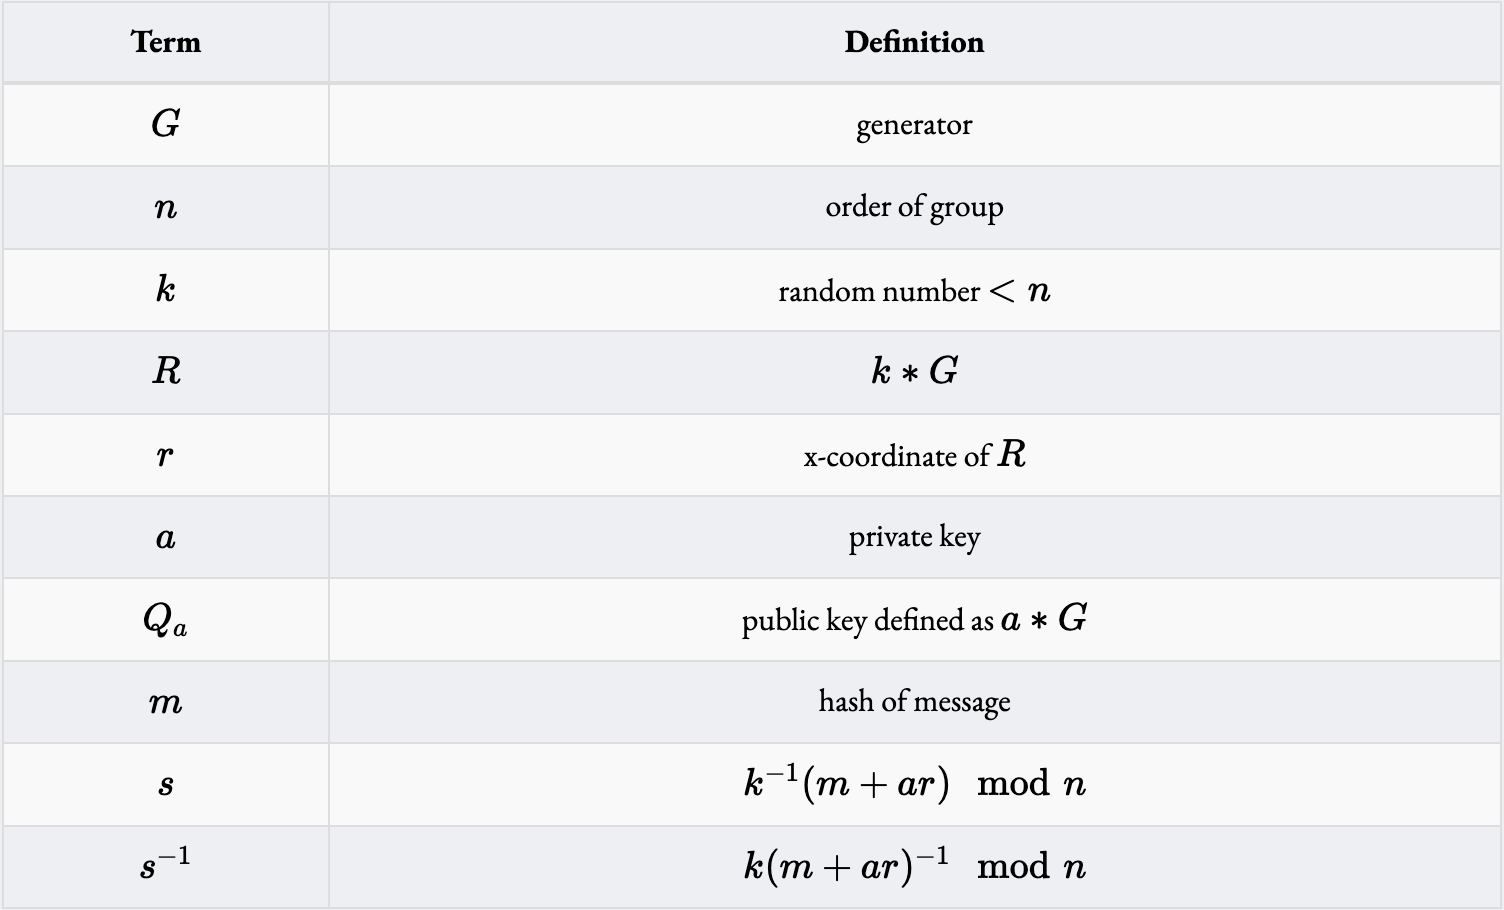 Term Definition
G generator
n order of group
k random number < n
R k ∗ G
r x-coordinate of R
a private key
Qₐ public key defined as a ∗ G
m hash of message
s k⁻¹(m + ar) mod n
s⁻¹ k(m + ar)⁻¹ mod n